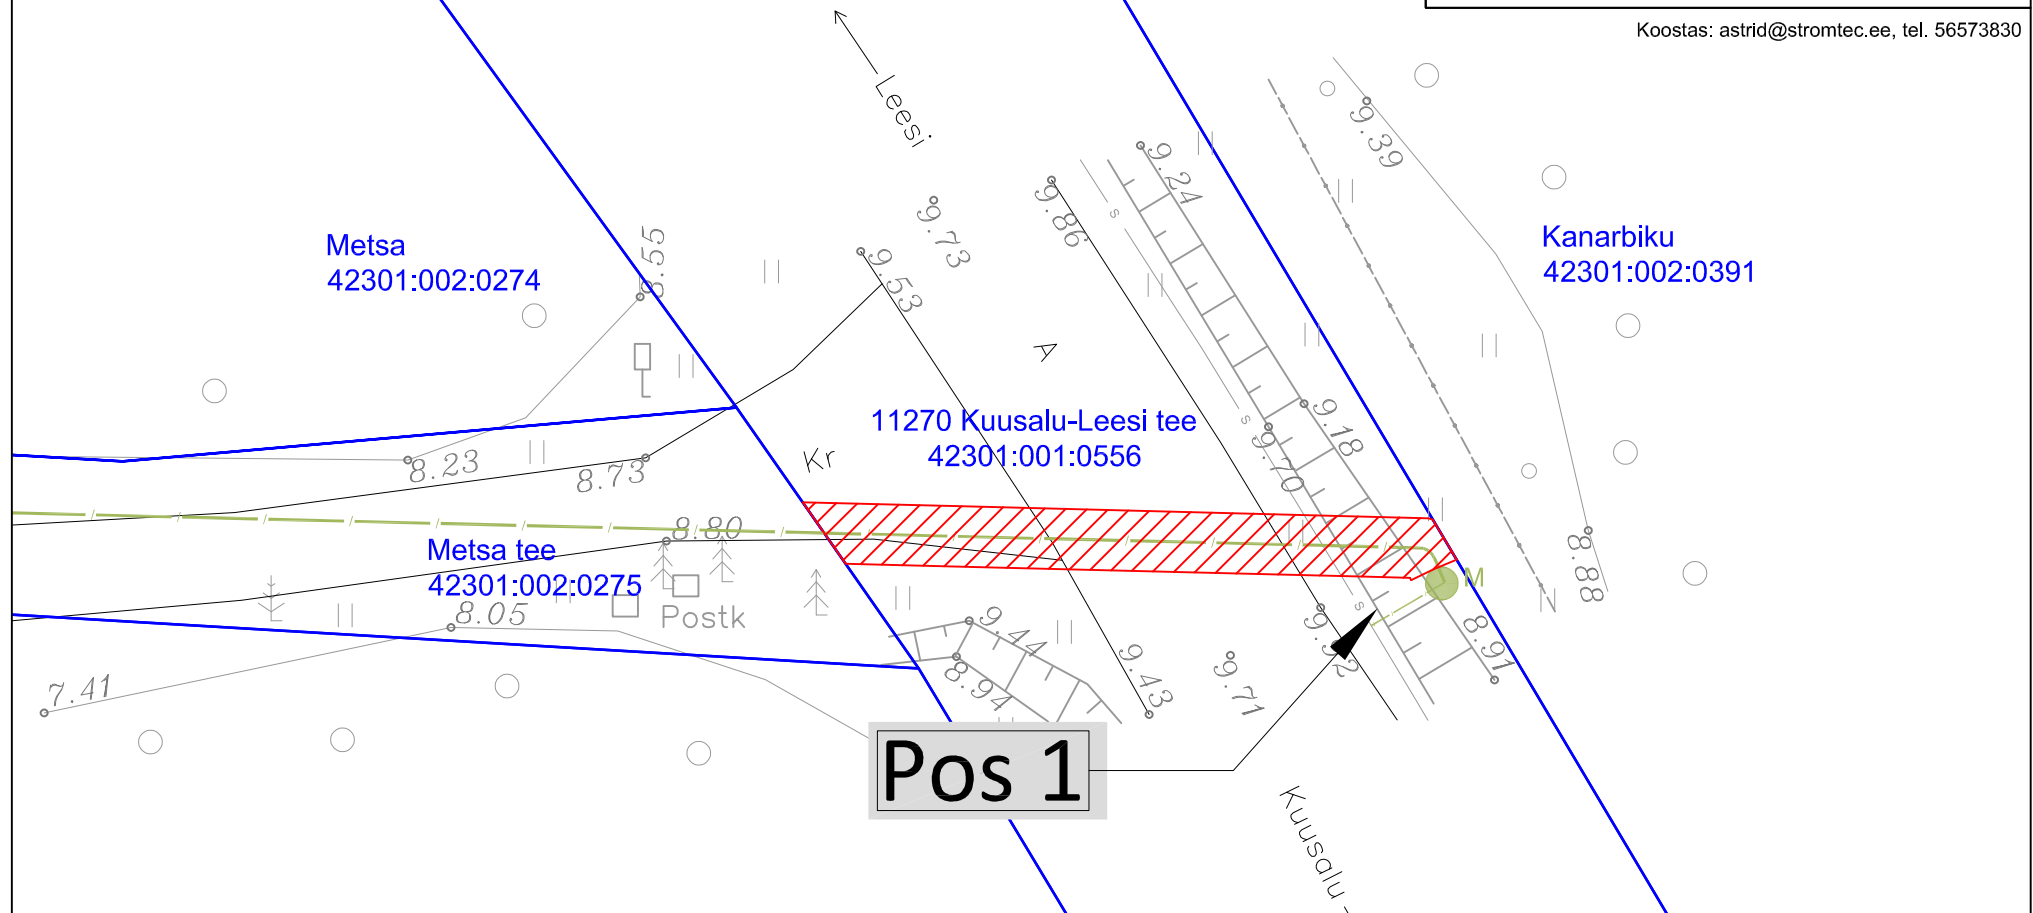 Koostas: astrid@stromtec.ee, tel. 56573830
Leesi
9.39
9.24
9.86
9.73
9.53
8.55
Metsa
42301:002:0274
Kanarbiku
42301:002:0391
A
11270 Kuusalu-Leesi tee
42301:001:0556
Kr
9.18
9.70
8.23
8.73
8.80
Metsa tee
42301:002:0275
8.05
Postk
7.41
8.88
M
N
8.91
9.44
8.94
9.43
9.71
s
s
s
Pos 1
Kuusalu -